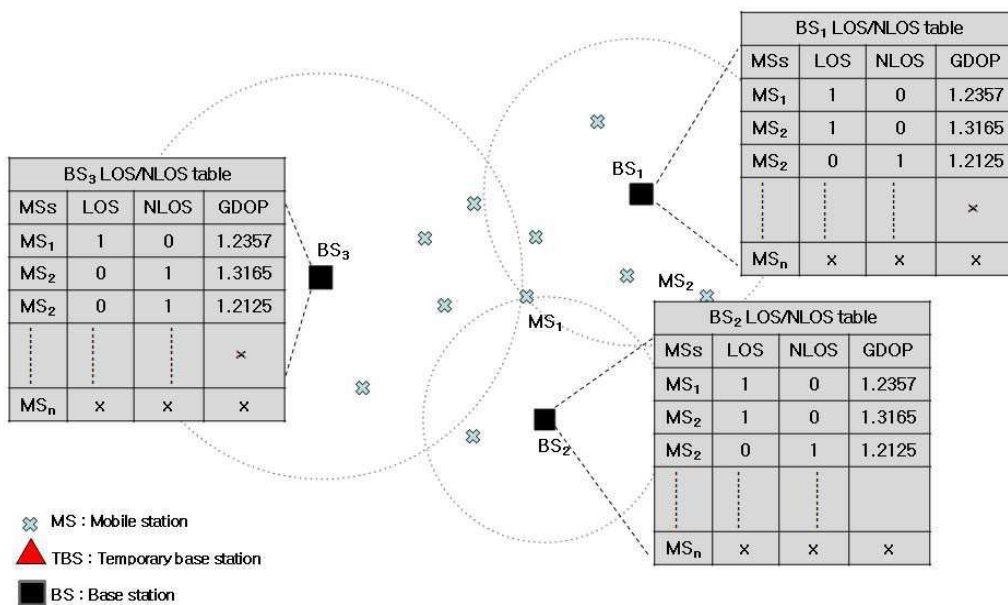 BS₁ LOS/NLOS table
MSs LOS NLOS GDOP
MS₁ 1 0 1.2357
MS₂ 1 0 1.3165
MS₂ 0 1 1.2125
x
MSₙ x x x
BS₃ LOS/NLOS table
MSs LOS NLOS GDOP
MS₁ 1 0 1.2357
MS₂ 0 1 1.3165
MS₂ 0 1 1.2125
x
MSₙ x x x
BS₁
BS₃
MS₂
MS₁
BS₂
BS₂ LOS/NLOS table
MSs LOS NLOS GDOP
MS₁ 1 0 1.2357
MS₂ 1 0 1.3165
MS₂ 0 1 1.2125
MSₙ x x x
MS : Mobile station
TBS : Temporary base station
BS : Base station